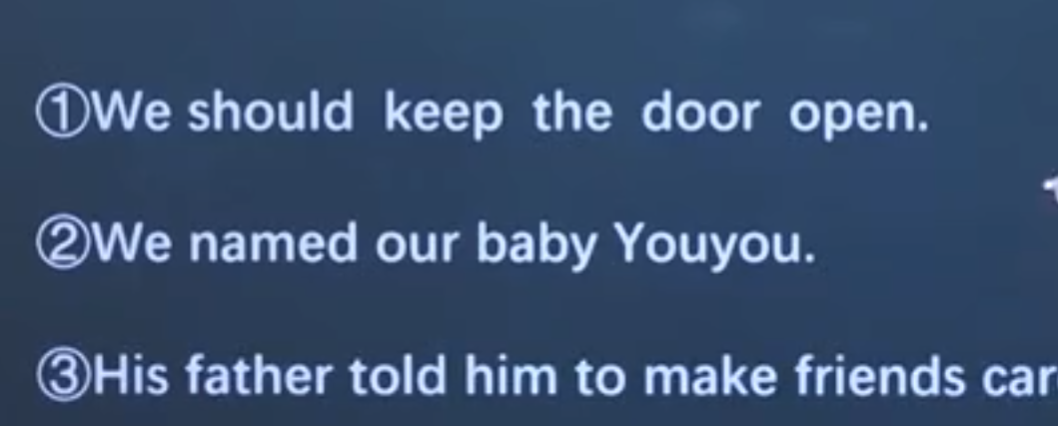 ①We should keep the door open.
②We named our baby Youyou.
③His father told him to make friends